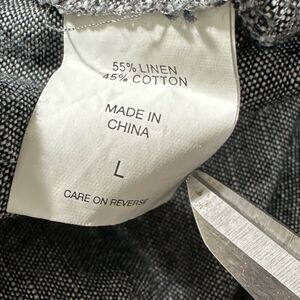 55% LINEN
45% COTTON
MADE IN
CHINA
L
CARE ON REVERSE